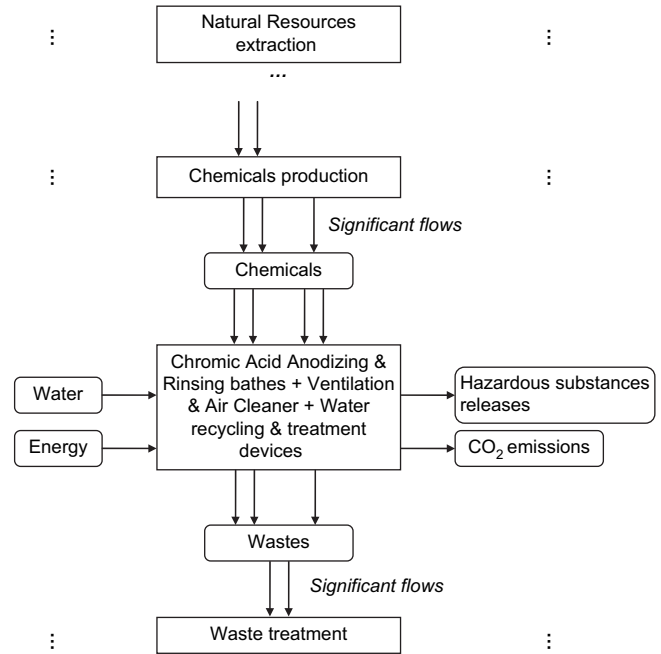 Natural Resources
extraction
...
Chemicals production
Significant flows
Chemicals
Chromic Acid Anodizing &
Rinsing bathes + Ventilation
& Air Cleaner + Water
recycling & treatment
devices
Water
Energy
Hazardous substances
releases
CO₂ emissions
Wastes
Significant flows
Waste treatment